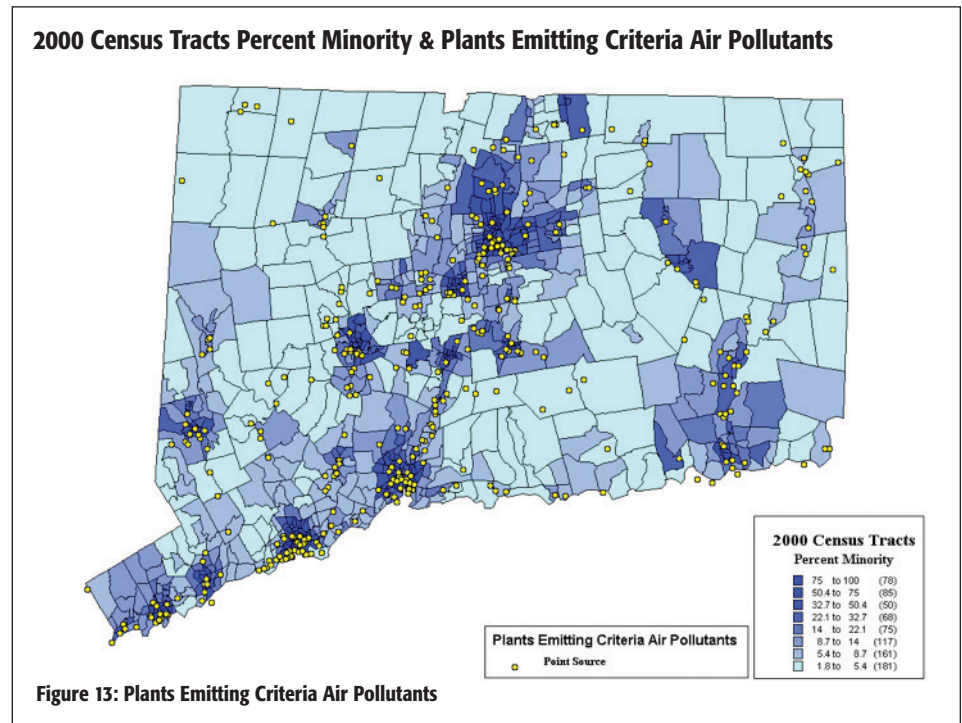 2000 Census Tracts Percent Minority & Plants Emitting Criteria Air Pollutants
2000 Census Tracts
Percent Minority
75 to 100 (78)
50.4 to 75 (85)
32.7 to 50.4 (50)
22.1 to 32.7 (68)
14 to 22.1 (75)
8.7 to 14 (117)
5.4 to 8.7 (161)
1.8 to 5.4 (181)
Plants Emitting Criteria Air Pollutants
Point Source
Figure 13: Plants Emitting Criteria Air Pollutants